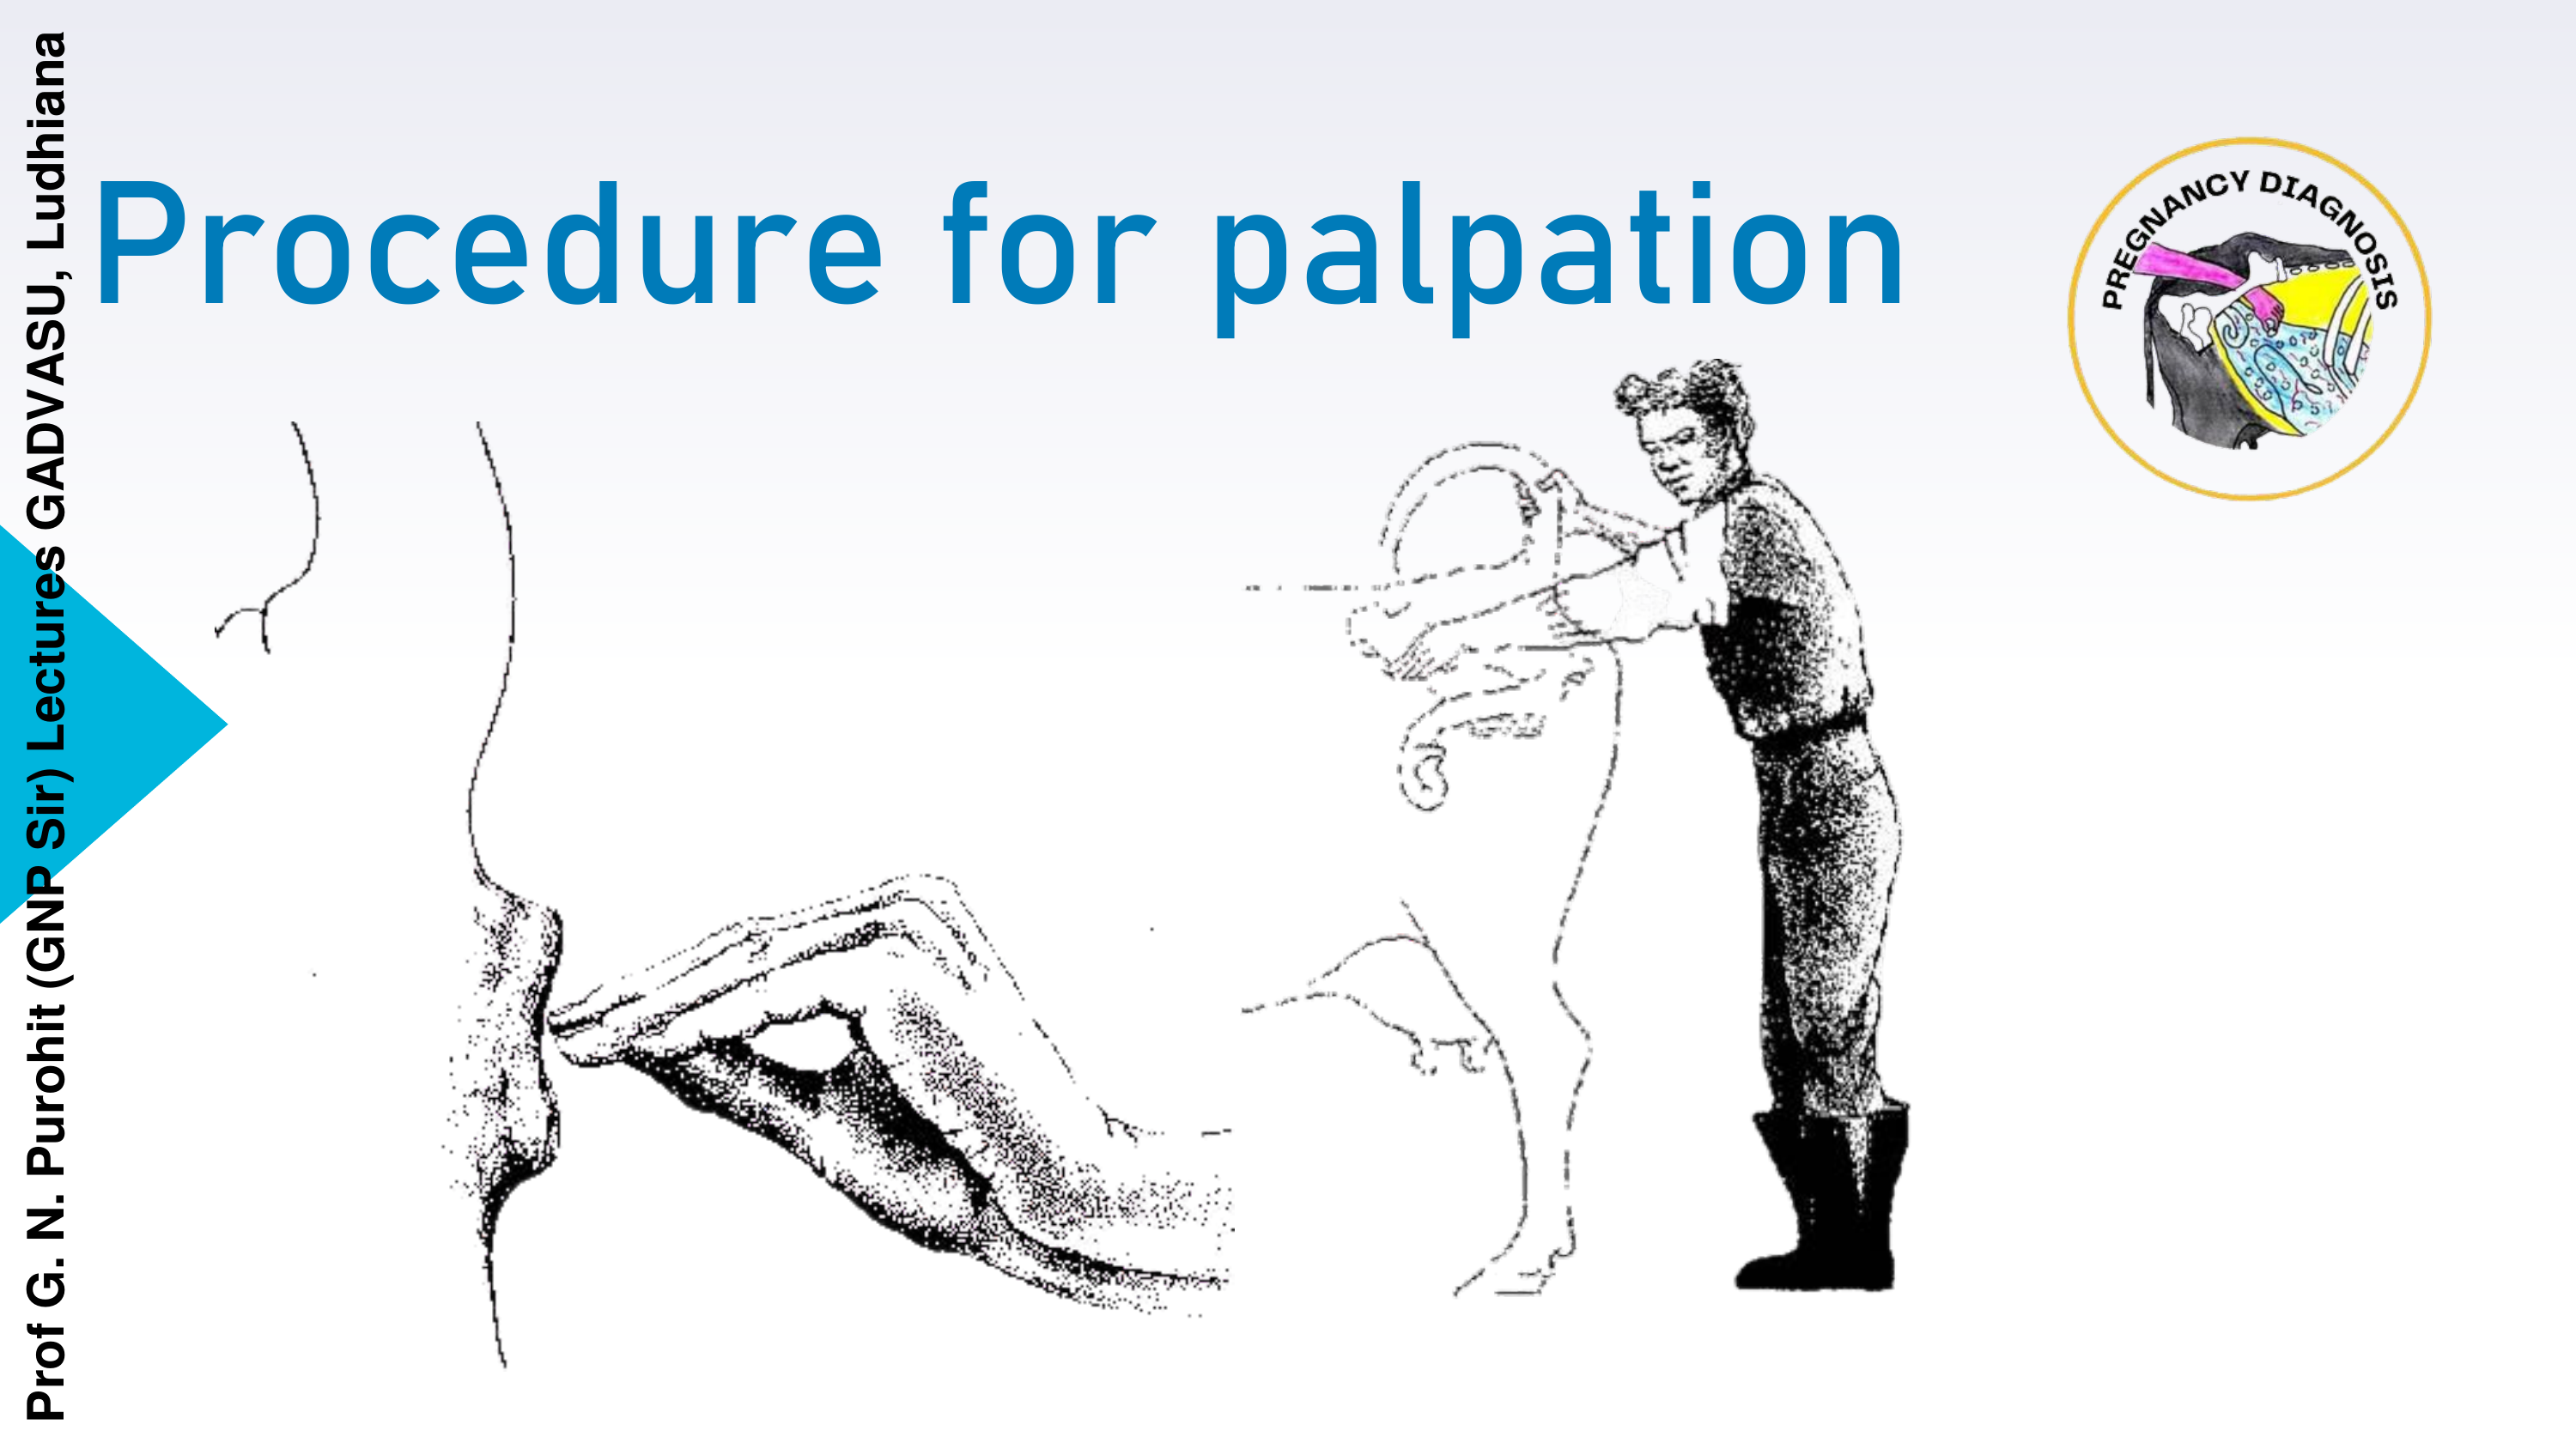 Procedure for palpation
PREGNANCY DIAGNOSIS
Prof G. N. Purohit (GNP Sir) Lectures GADVASU, Ludhiana